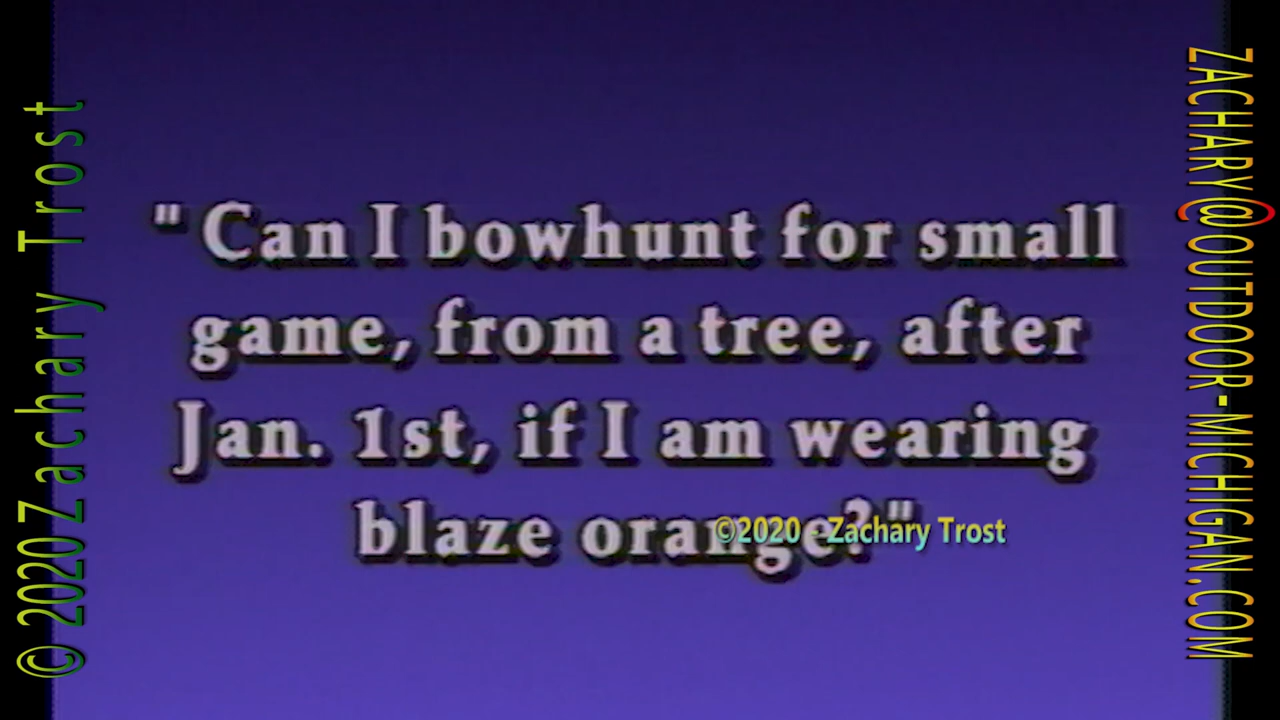 © 2020 Zachary Trost
"Can I bowhunt for small
game, from a tree, after
Jan. 1st, if I am wearing
blaze orange?"
©2020 - Zachary Trost
ZACHARY@OUTDOOR-MICHIGAN.COM